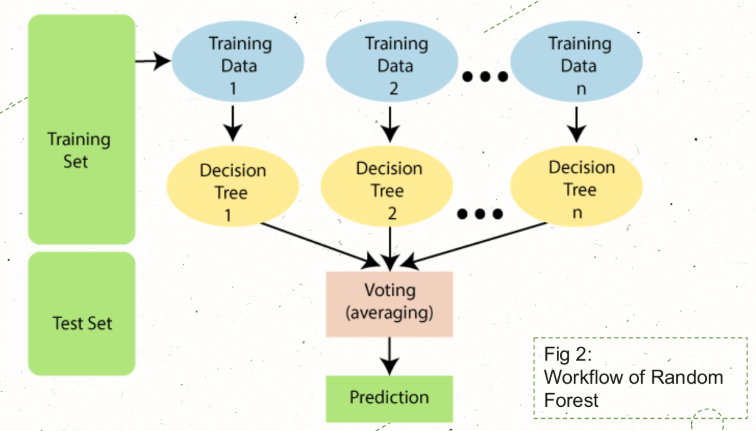 Training
Set
Training
Data
1
Training
Data
2
Training
Data
n
Decision
Tree
1
Decision
Tree
2
Decision
Tree
n
Test Set
Voting
(averaging)
Prediction
Fig 2:
Workflow of Random
Forest